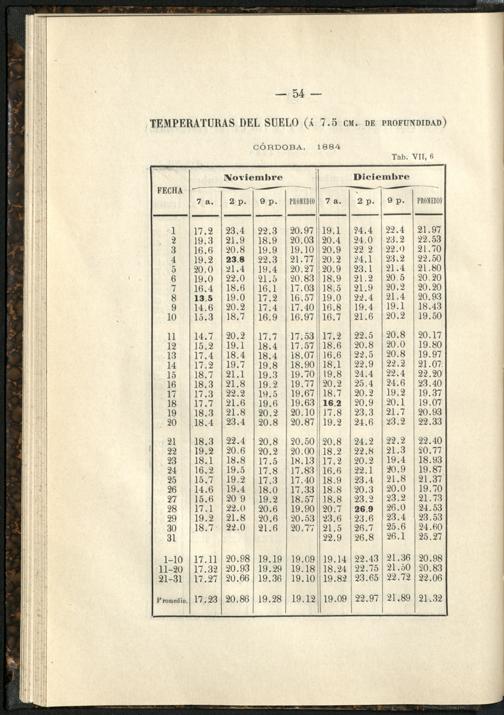 — 54 —
TEMPERATURAS DEL SUELO (Á 7.5 CM. DE PROFUNDIDAD)
CÓRDOBA, 1884
Tab. VII, 6
FECHA Noviembre Diciembre
7 a. 2 p. 9 p. PROMEDIO 7 a. 2 p. 9 p. PROMEDIO
1 17.2 23.4 22.3 20.97 19.1 24.4 22.4 21.97
2 19.3 21.9 18.9 20.03 20.4 24.0 23.2 22.53
3 16.6 20.8 19.9 19.10 20.9 22 2 22.0 21.70
4 19.2 23.8 22.3 21.77 20.2 24.1 23.2 22.50
5 20.0 21.4 19.4 20.27 20.9 23.1 21.4 21.80
6 19.0 22.0 21.5 20.83 18.9 21.2 20.5 20.20
7 16.4 18.6 16.1 17.03 18.5 21.9 20.2 20.20
8 13.5 19.0 17.2 16.57 19.0 22.4 21.4 20.93
9 14.6 20.2 17.4 17.40 16.8 19.4 19.1 18.43
10 15.3 18.7 16.9 16.97 16.7 21.6 20.2 19.50
11 14.7 20.2 17.7 17.53 17.2 22.5 20.8 20.17
12 15.2 19.1 18.4 17.57 18.6 20.8 20.0 19.80
13 17.4 18.4 18.4 18.07 16.6 22.5 20.8 19.97
14 17.2 19.7 19.8 18.90 18.1 22.9 22.2 21.07
15 18.7 21.1 19.3 19.70 19.8 24.4 22.4 22.20
16 18.3 21.8 19.2 19.77 20.2 25.4 24.6 23.40
17 17.3 22.2 19.5 19.67 18.7 20.2 19.2 19.37
18 17.7 21.6 19.6 19.63 16.2 20.9 20.1 19.07
19 18.3 21.8 20.2 20.10 17.8 23.3 21.7 20.93
20 18.4 23.4 20.8 20.87 19.2 24.6 23.2 22.33
21 18.3 22.4 20.8 20.50 20.8 24.2 22.2 22.40
22 19.2 20.6 20.2 20.00 18.2 22.8 21.3 20.77
23 18.1 18.8 17.5 18.13 17.2 20.2 19.4 18.93
24 16.2 19.5 17.8 17.83 16.6 22.1 20.9 19.87
25 15.7 19.2 17.3 17.40 18.9 23.4 21.8 21.37
26 14.6 19.4 18.0 17.33 18.8 20.3 20.0 19.70
27 15.6 20 9 19.2 18.57 18.8 23.2 23.2 21.73
28 17.1 22.0 20.6 19.90 20.7 26.9 26.0 24.53
29 19.2 21.8 20.6 20.53 23.6 23.6 23.4 23.53
30 18.7 22.0 21.6 20.77 21.5 26.7 25.6 24.60
31 22.9 26.8 26.1 25.27
1-10 17.11 20.98 19.19 19.09 19.14 22.43 21.36 20.98
11-20 17.32 20.93 19.29 19.18 18.24 22.75 21.50 20.83
21-31 17.27 20.66 19.36 19.10 19.82 23.65 22.72 22.06
Promedio. 17.23 20.86 19.28 19.12 19.09 22.97 21.89 21.32